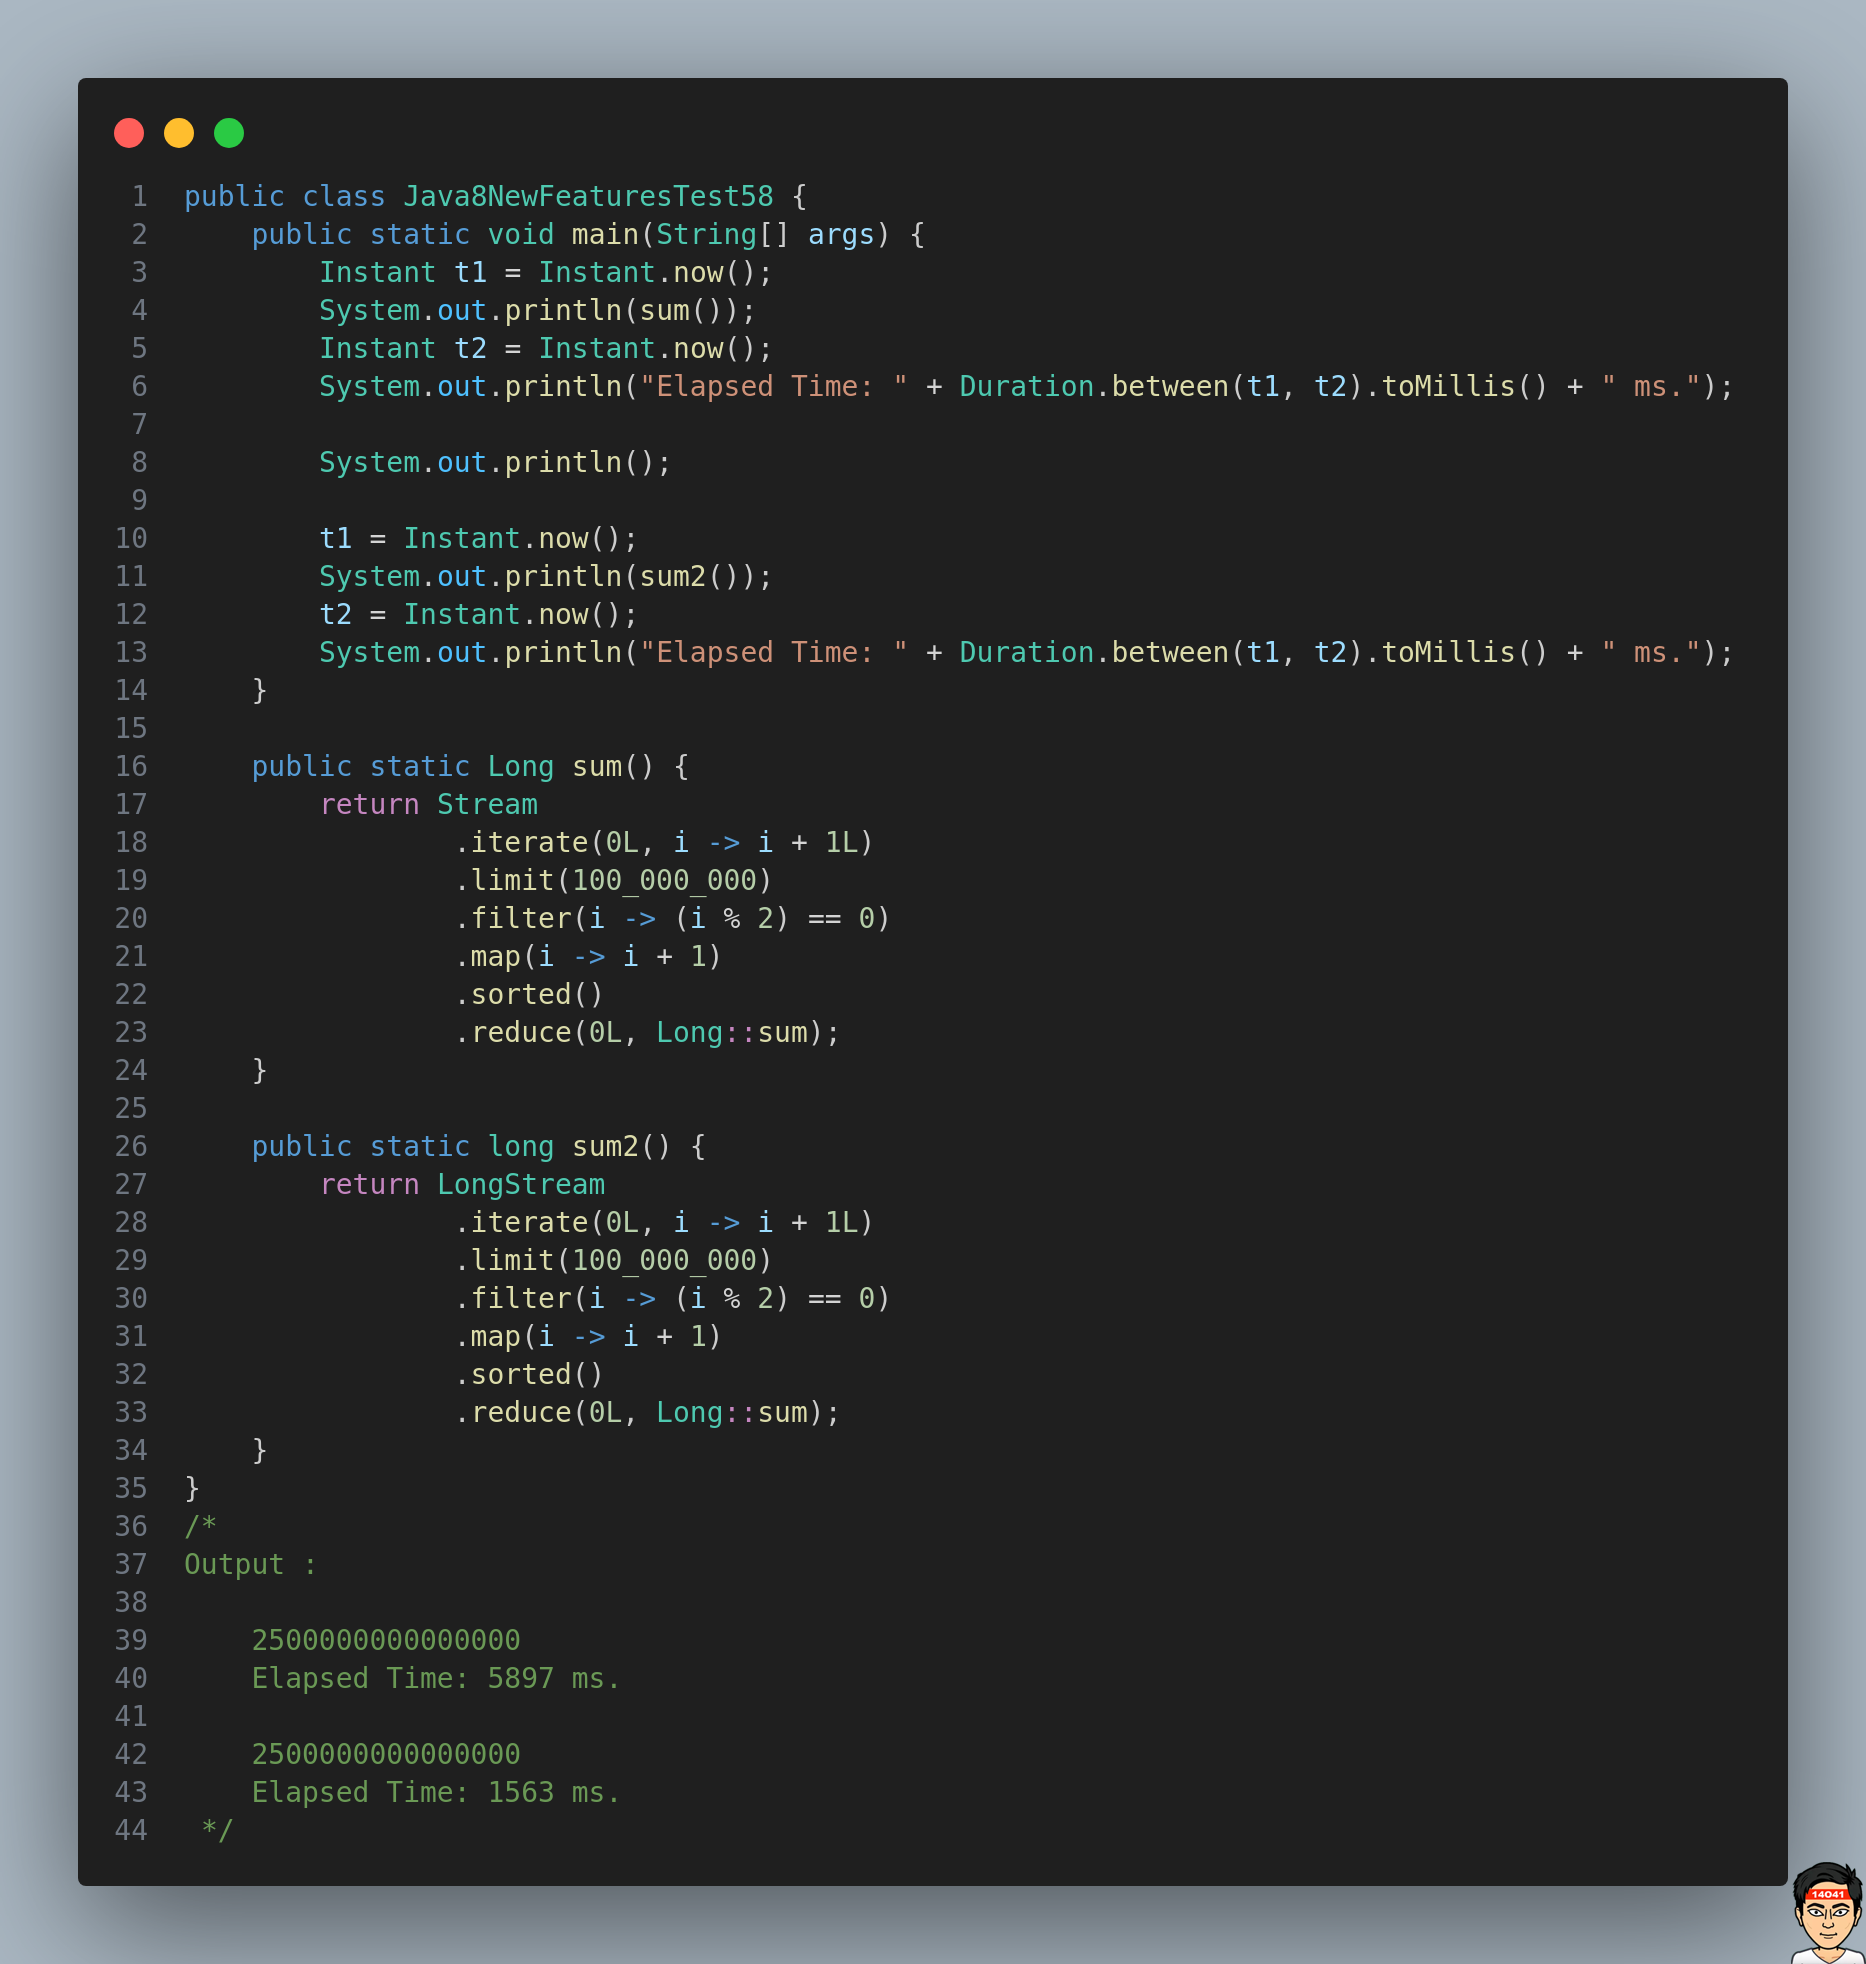 1 public class Java8NewFeaturesTest58 {
2     public static void main(String[] args) {
3         Instant t1 = Instant.now();
4         System.out.println(sum());
5         Instant t2 = Instant.now();
6         System.out.println("Elapsed Time: " + Duration.between(t1, t2).toMillis() + " ms.");
7
8         System.out.println();
9
10         t1 = Instant.now();
11         System.out.println(sum2());
12         t2 = Instant.now();
13         System.out.println("Elapsed Time: " + Duration.between(t1, t2).toMillis() + " ms.");
14     }
15
16     public static Long sum() {
17         return Stream
18                 .iterate(0L, i -> i + 1L)
19                 .limit(100_000_000)
20                 .filter(i -> (i % 2) == 0)
21                 .map(i -> i + 1)
22                 .sorted()
23                 .reduce(0L, Long::sum);
24     }
25
26     public static long sum2() {
27         return LongStream
28                 .iterate(0L, i -> i + 1L)
29                 .limit(100_000_000)
30                 .filter(i -> (i % 2) == 0)
31                 .map(i -> i + 1)
32                 .sorted()
33                 .reduce(0L, Long::sum);
34     }
35 }
36 /*
37 Output :
38
39     2500000000000000
40     Elapsed Time: 5897 ms.
41
42     2500000000000000
43     Elapsed Time: 1563 ms.
44  */
14041